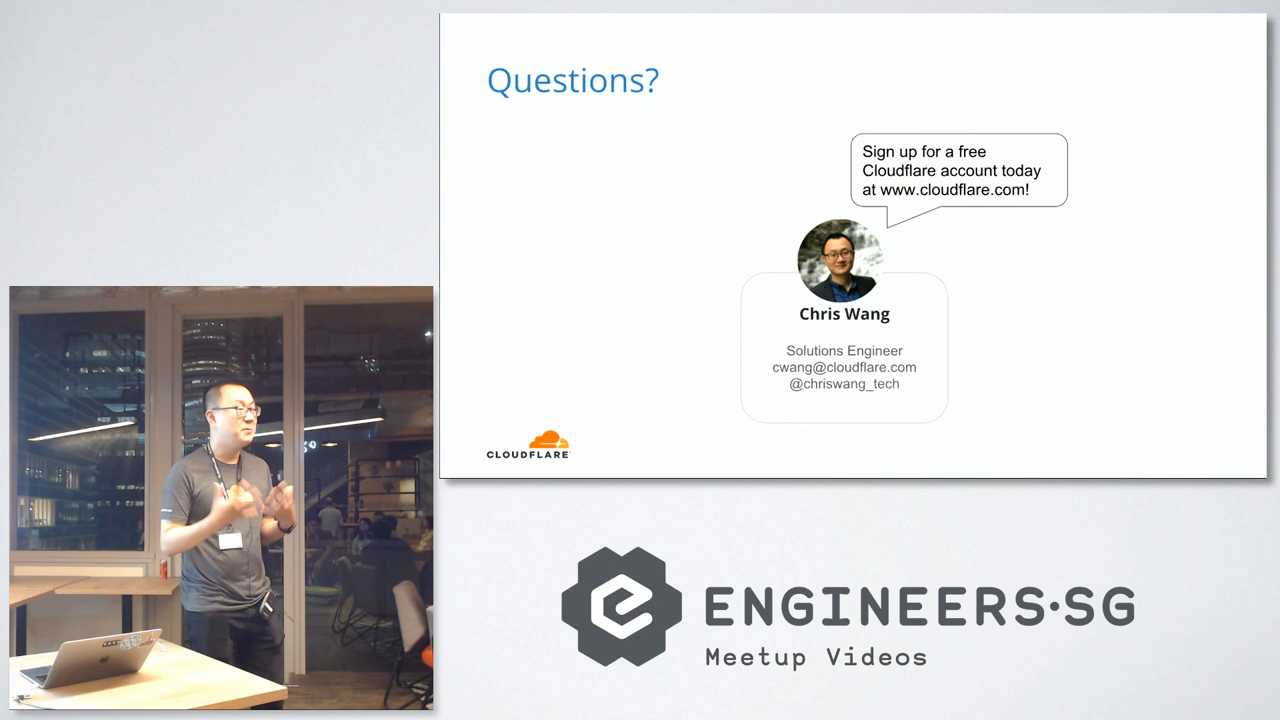 Questions?
Sign up for a free
Cloudflare account today
at www.cloudflare.com!
Chris Wang
Solutions Engineer
cwang@cloudflare.com
@chriswang_tech
CLOUDFLARE
ENGINEERS·SG
Meetup Videos